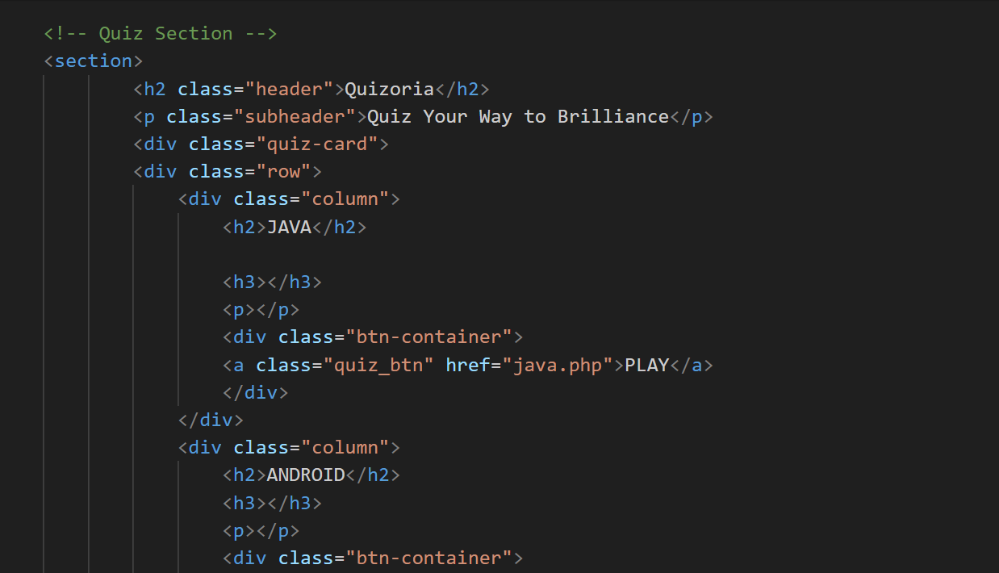 <!-- Quiz Section -->
<section>
<h2 class="header">Quizoria</h2>
<p class="subheader">Quiz Your Way to Brilliance</p>
<div class="quiz-card">
<div class="row">
<div class="column">
<h2>JAVA</h2>
<h3></h3>
<p></p>
<div class="btn-container">
<a class="quiz_btn" href="java.php">PLAY</a>
</div>
</div>
<div class="column">
<h2>ANDROID</h2>
<h3></h3>
<p></p>
<div class="btn-container">